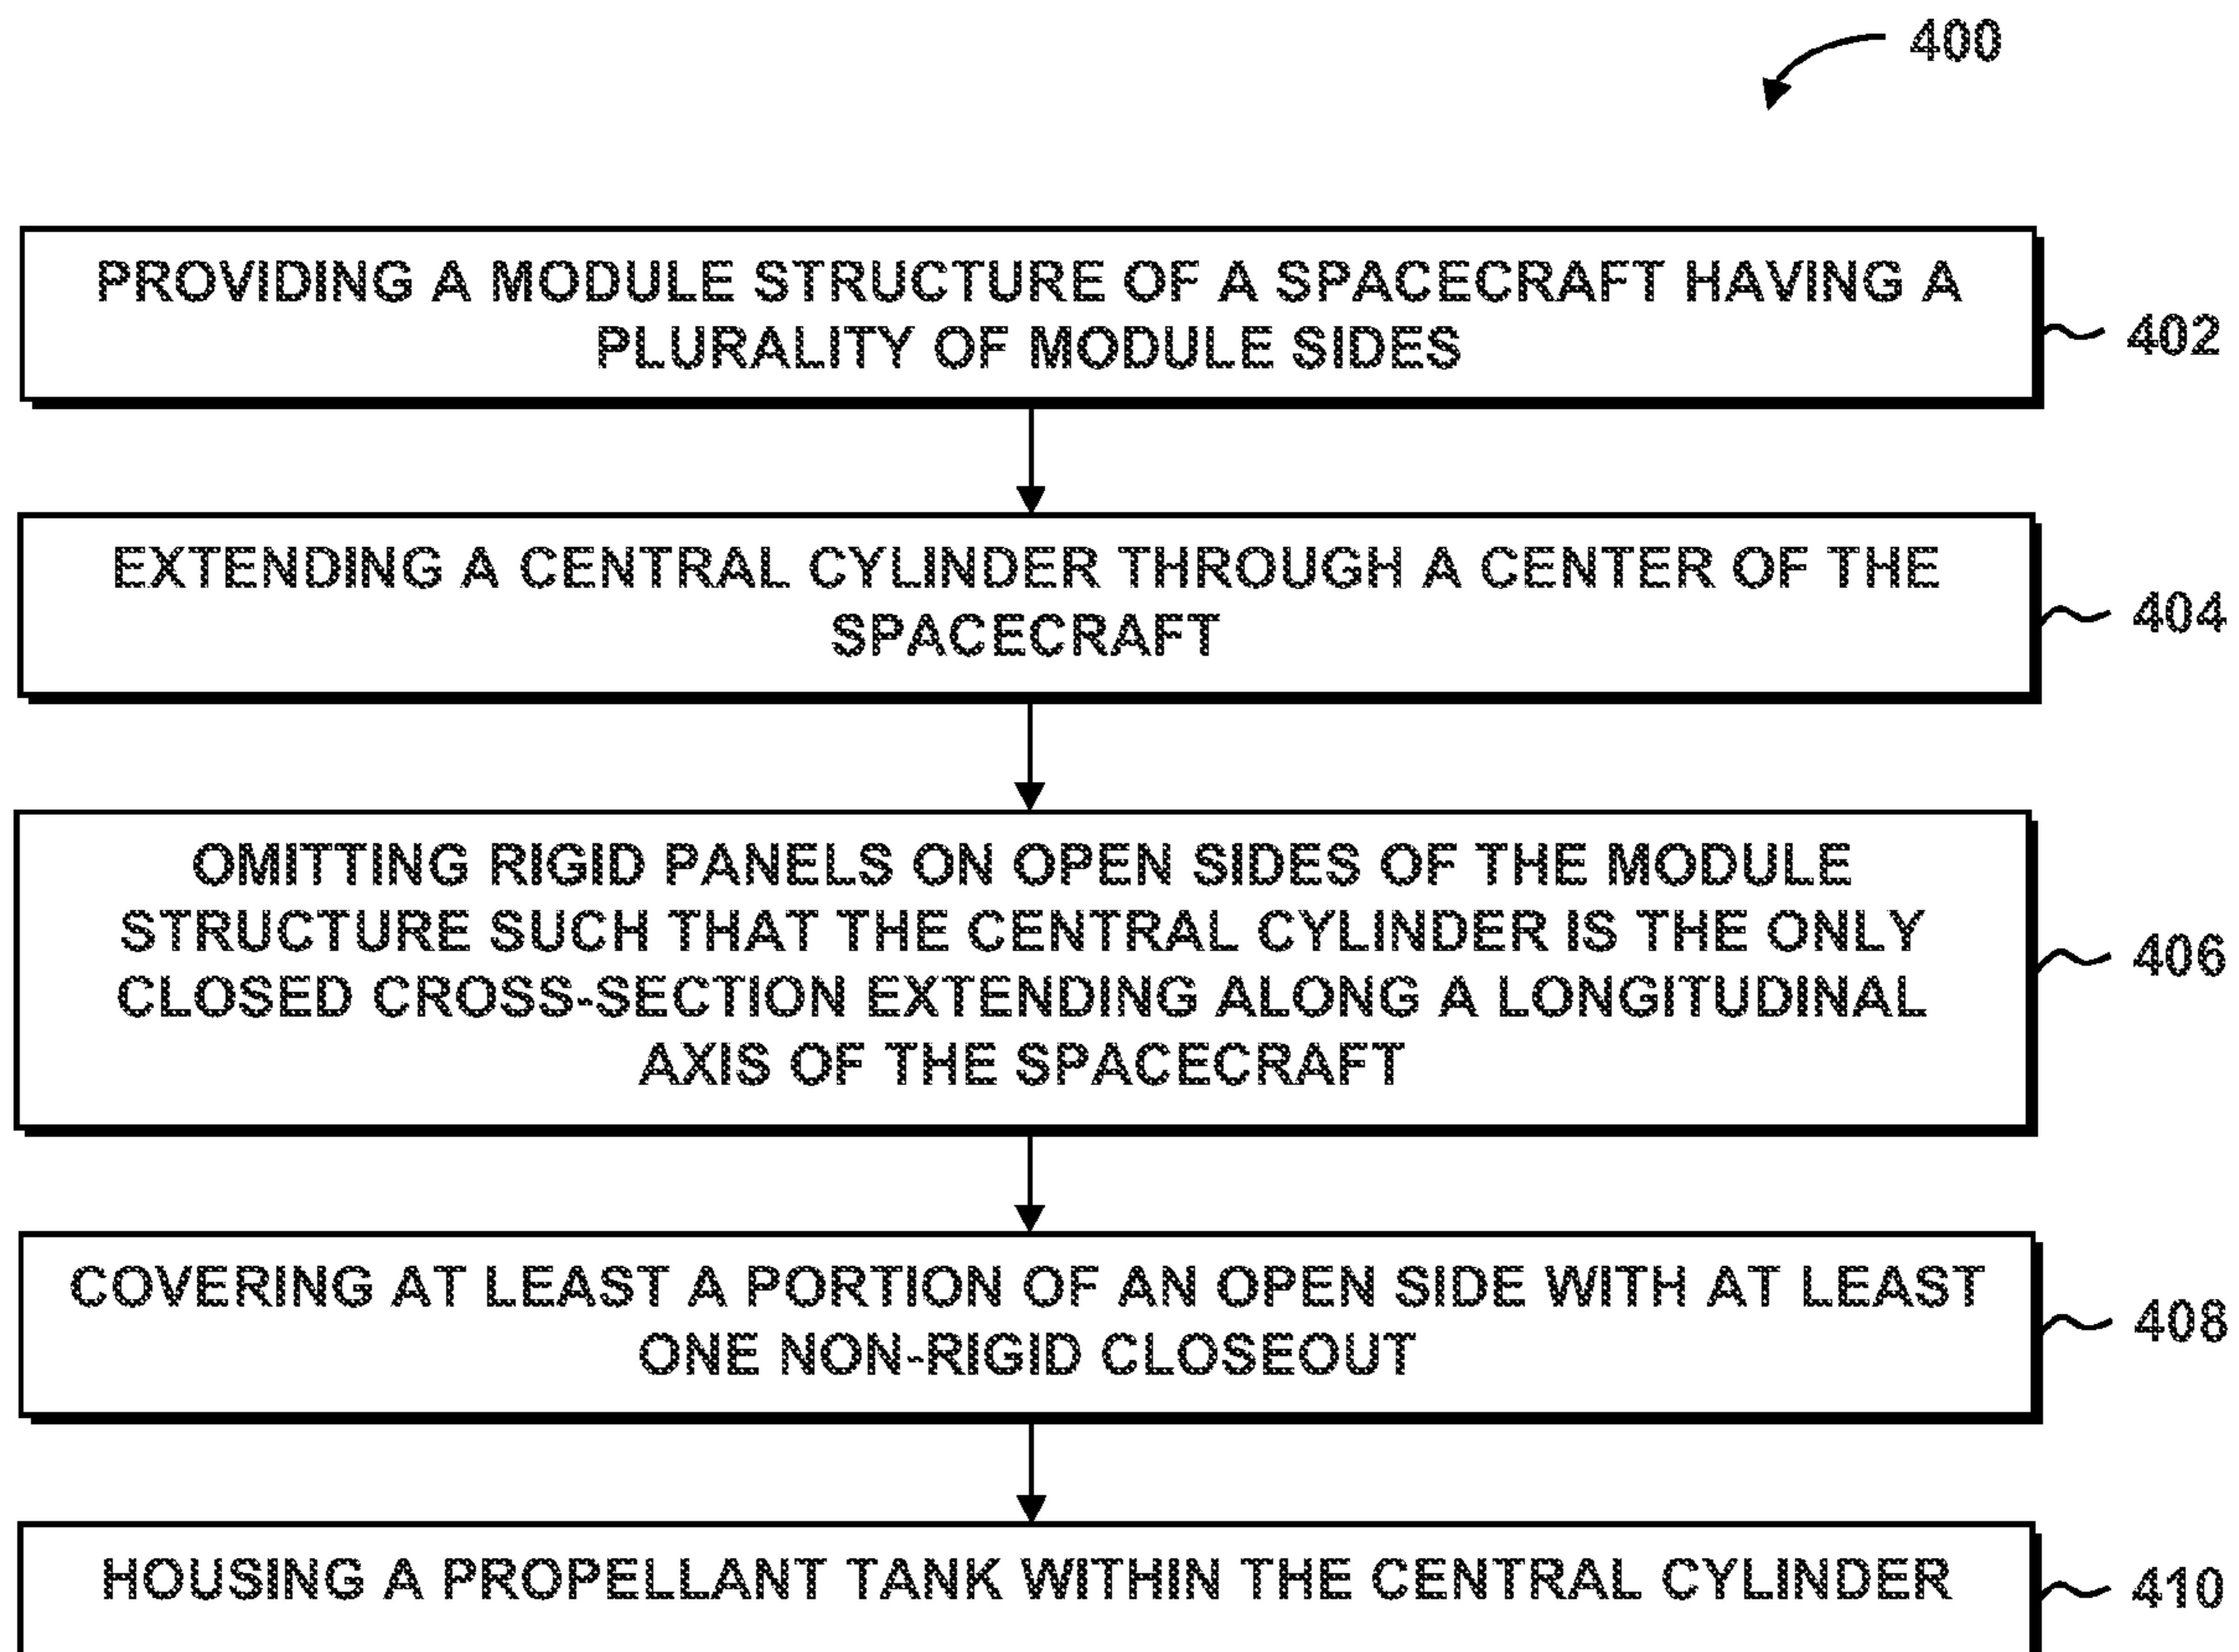 400
PROVIDING A MODULE STRUCTURE OF A SPACECRAFT HAVING A
PLURALITY OF MODULE SIDES
402
EXTENDING A CENTRAL CYLINDER THROUGH A CENTER OF THE
SPACECRAFT
404
OMITTING RIGID PANELS ON OPEN SIDES OF THE MODULE
STRUCTURE SUCH THAT THE CENTRAL CYLINDER IS THE ONLY
CLOSED CROSS-SECTION EXTENDING ALONG A LONGITUDINAL
AXIS OF THE SPACECRAFT
406
COVERING AT LEAST A PORTION OF AN OPEN SIDE WITH AT LEAST
ONE NON-RIGID CLOSEOUT
408
HOUSING A PROPELLANT TANK WITHIN THE CENTRAL CYLINDER
410